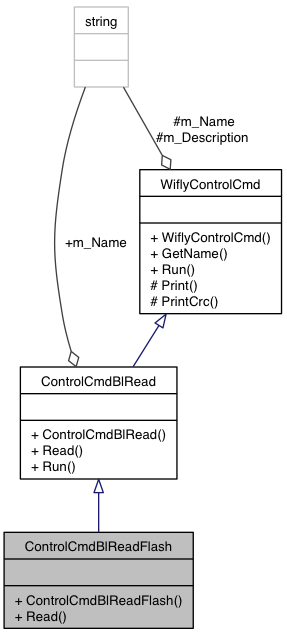 string
#m_Name
#m_Description
WiflyControlCmd
+ WiflyControlCmd()
+ GetName()
+ Run()
# Print()
# PrintCrc()
+m_Name
ControlCmdBlRead
+ ControlCmdBlRead()
+ Read()
+ Run()
ControlCmdBlReadFlash
+ ControlCmdBlReadFlash()
+ Read()